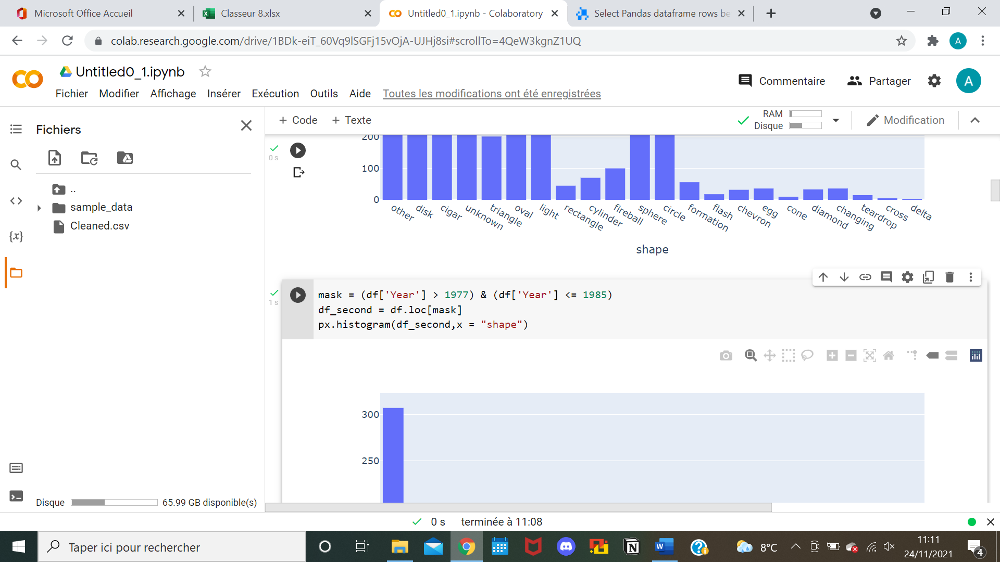 Microsoft Office Accueil
Classeur 8.xlsx
Untitled0_1.ipynb - Colaboratory
Select Pandas dataframe rows be
colab.research.google.com/drive/1BDk-eiT_60Vq9lSGFj15vOjA-UJHj8si#scrollTo=4QeW3kgnZ1UQ
A
Untitled0_1.ipynb
Commentaire
Partager
A
Fichier Modifier Affichage Insérer Exécution Outils Aide Toutes les modifications ont été enregistrées
Fichiers
+ Code + Texte
RAM
Disque
Modification
..
sample_data
Cleaned.csv
{x}
Disque 65.99 GB disponible(s)
0 s
200
100
0
other disk cigar unknown triangle oval light rectangle cylinder fireball sphere circle formation flash chevron egg cone diamond changing teardrop cross delta
shape
1 s
mask = (df['Year'] > 1977) & (df['Year'] <= 1985)
df_second = df.loc[mask]
px.histogram(df_second,x = "shape")
300
250
0 s terminée à 11:08
Taper ici pour rechercher
8°C
11:11
24/11/2021
4